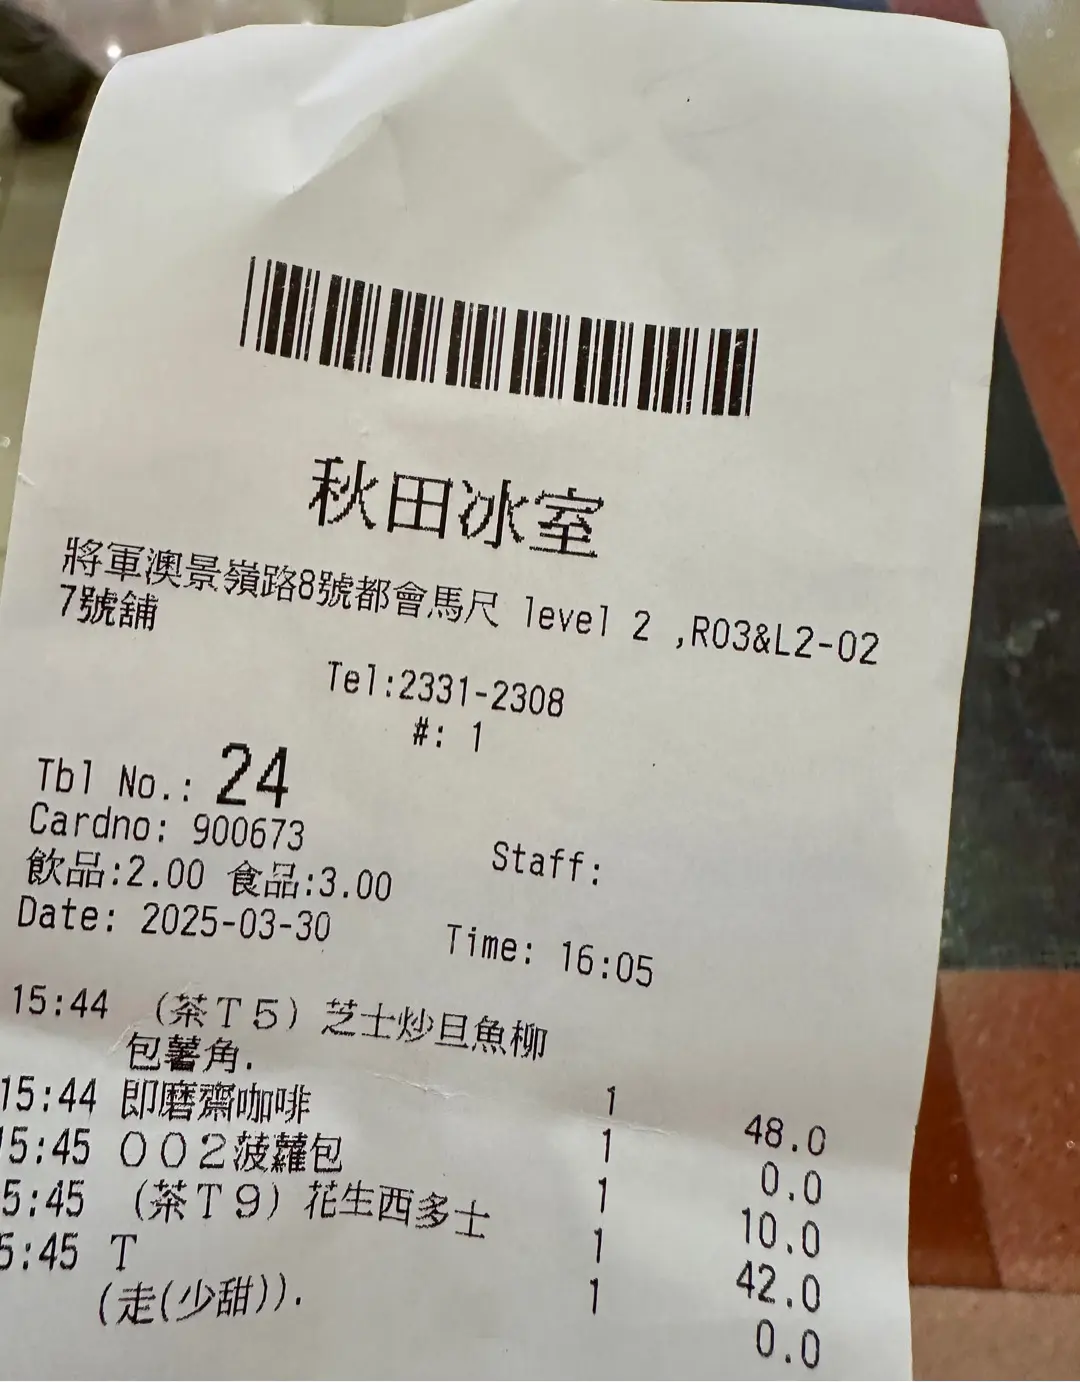 秋田冰室
將軍澳景嶺路8號都會馬尺 level 2 ,R03&L2-02
7號舖
Tel:2331-2308
#: 1
Tbl No.: 24
Cardno: 900673
Staff:
飲品:2.00 食品:3.00
Date: 2025-03-30
Time: 16:05
15:44 (茶T5) 芝士炒旦魚柳
包薯角. 1 48.0
15:44 即磨齋咖啡 1 0.0
15:45 002菠蘿包 1 10.0
5:45 (茶T9) 花生西多士 1 42.0
5:45 T 1 0.0
(走(少甜)).